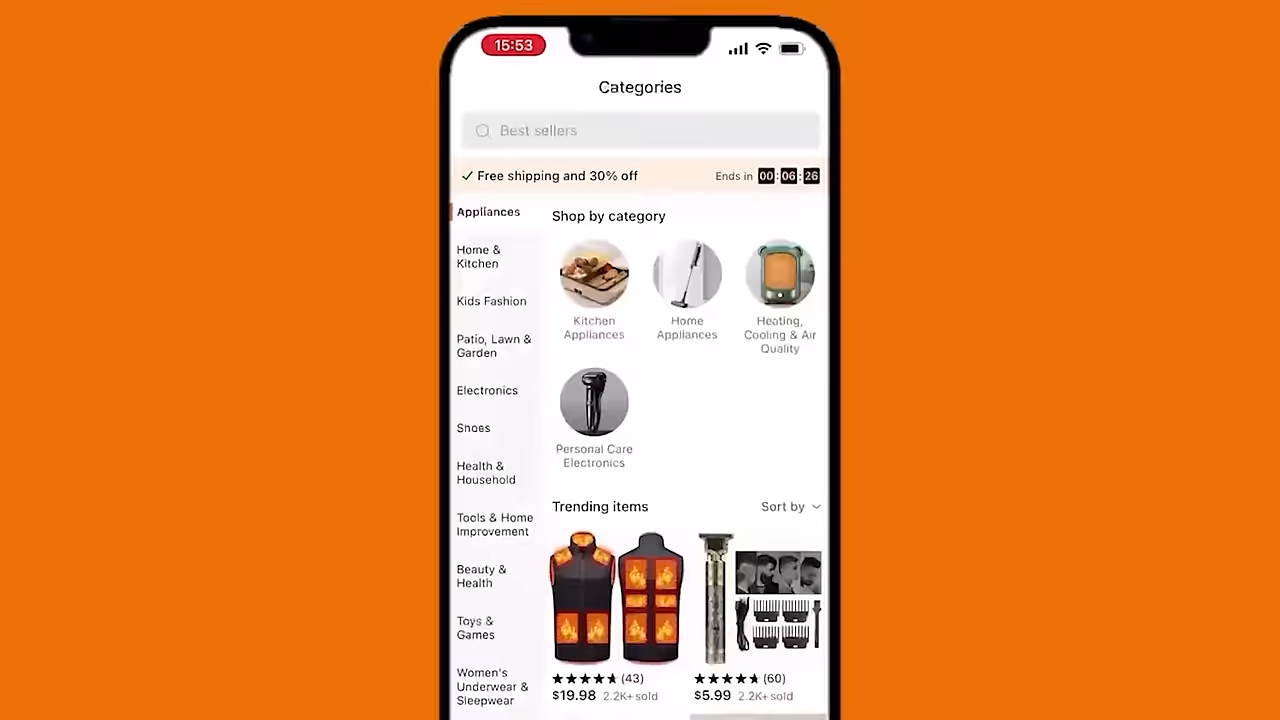 15:53
Categories
Best sellers
Free shipping and 30% off
Ends in 00:06:26
Appliances
Home &
Kitchen
Kids Fashion
Patio, Lawn &
Garden
Electronics
Shoes
Health &
Household
Tools & Home
Improvement
Beauty &
Health
Toys &
Games
Women's
Underwear &
Sleepwear
Shop by category
Kitchen
Appliances
Home
Appliances
Heating,
Cooling & Air
Quality
Personal Care
Electronics
Trending items
Sort by
(43)
$19.98 2.2K+ sold
(60)
$5.99 2.2K+ sold